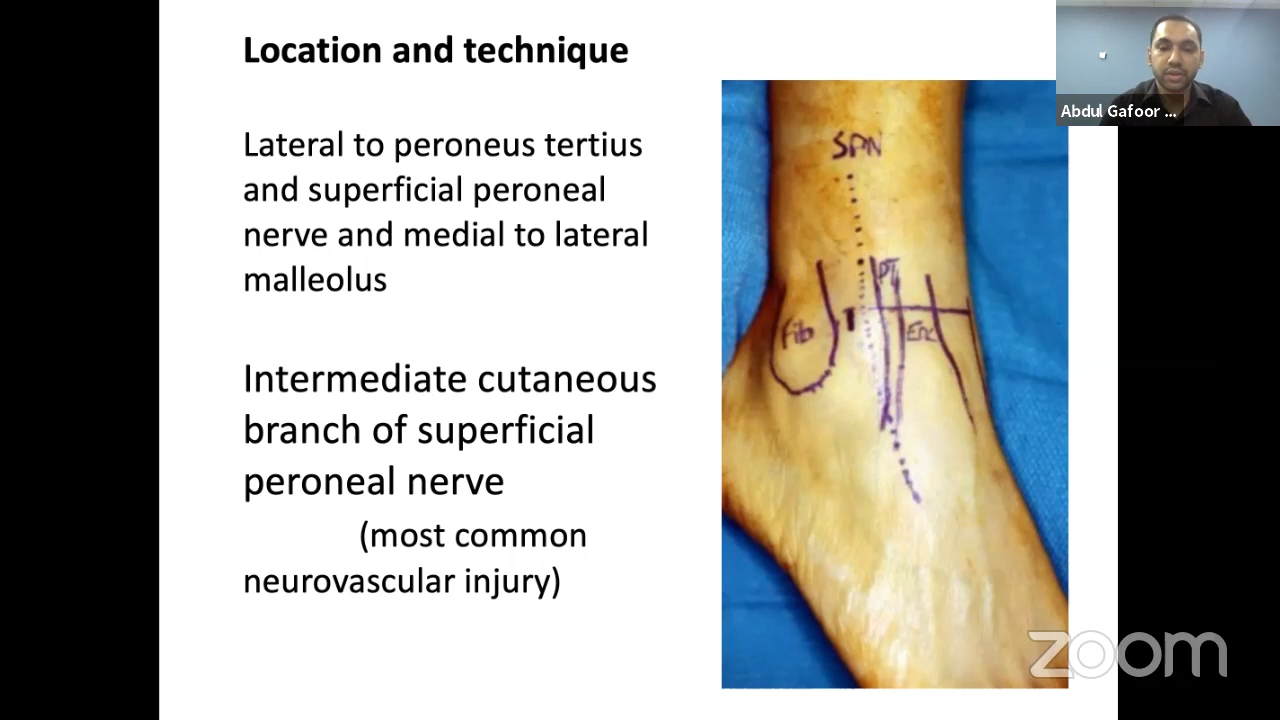 Location and technique
Lateral to peroneus tertius
and superficial peroneal
nerve and medial to lateral
malleolus
Intermediate cutaneous
branch of superficial
peroneal nerve
(most common
neurovascular injury)
SPN
PT
Fib
Abdul Gafoor ...
zoom